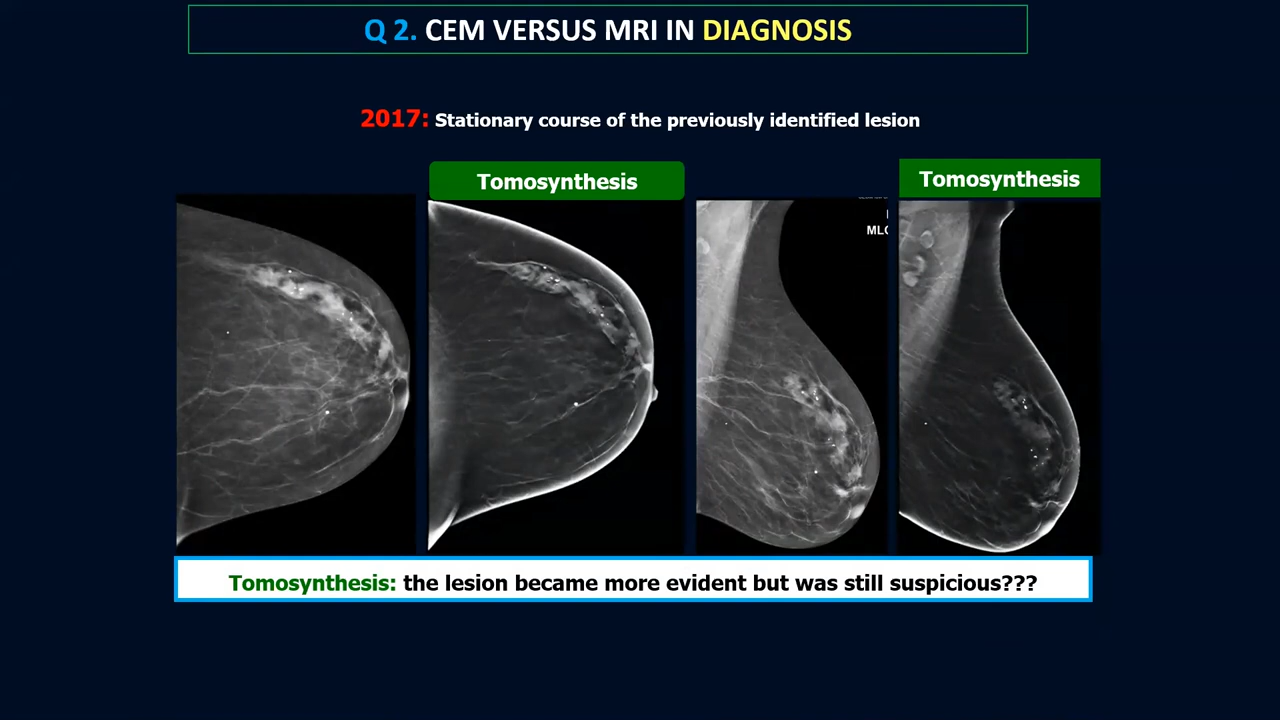 Q 2. CEM VERSUS MRI IN DIAGNOSIS
2017: Stationary course of the previously identified lesion
Tomosynthesis
Tomosynthesis
MLO
Tomosynthesis: the lesion became more evident but was still suspicious???